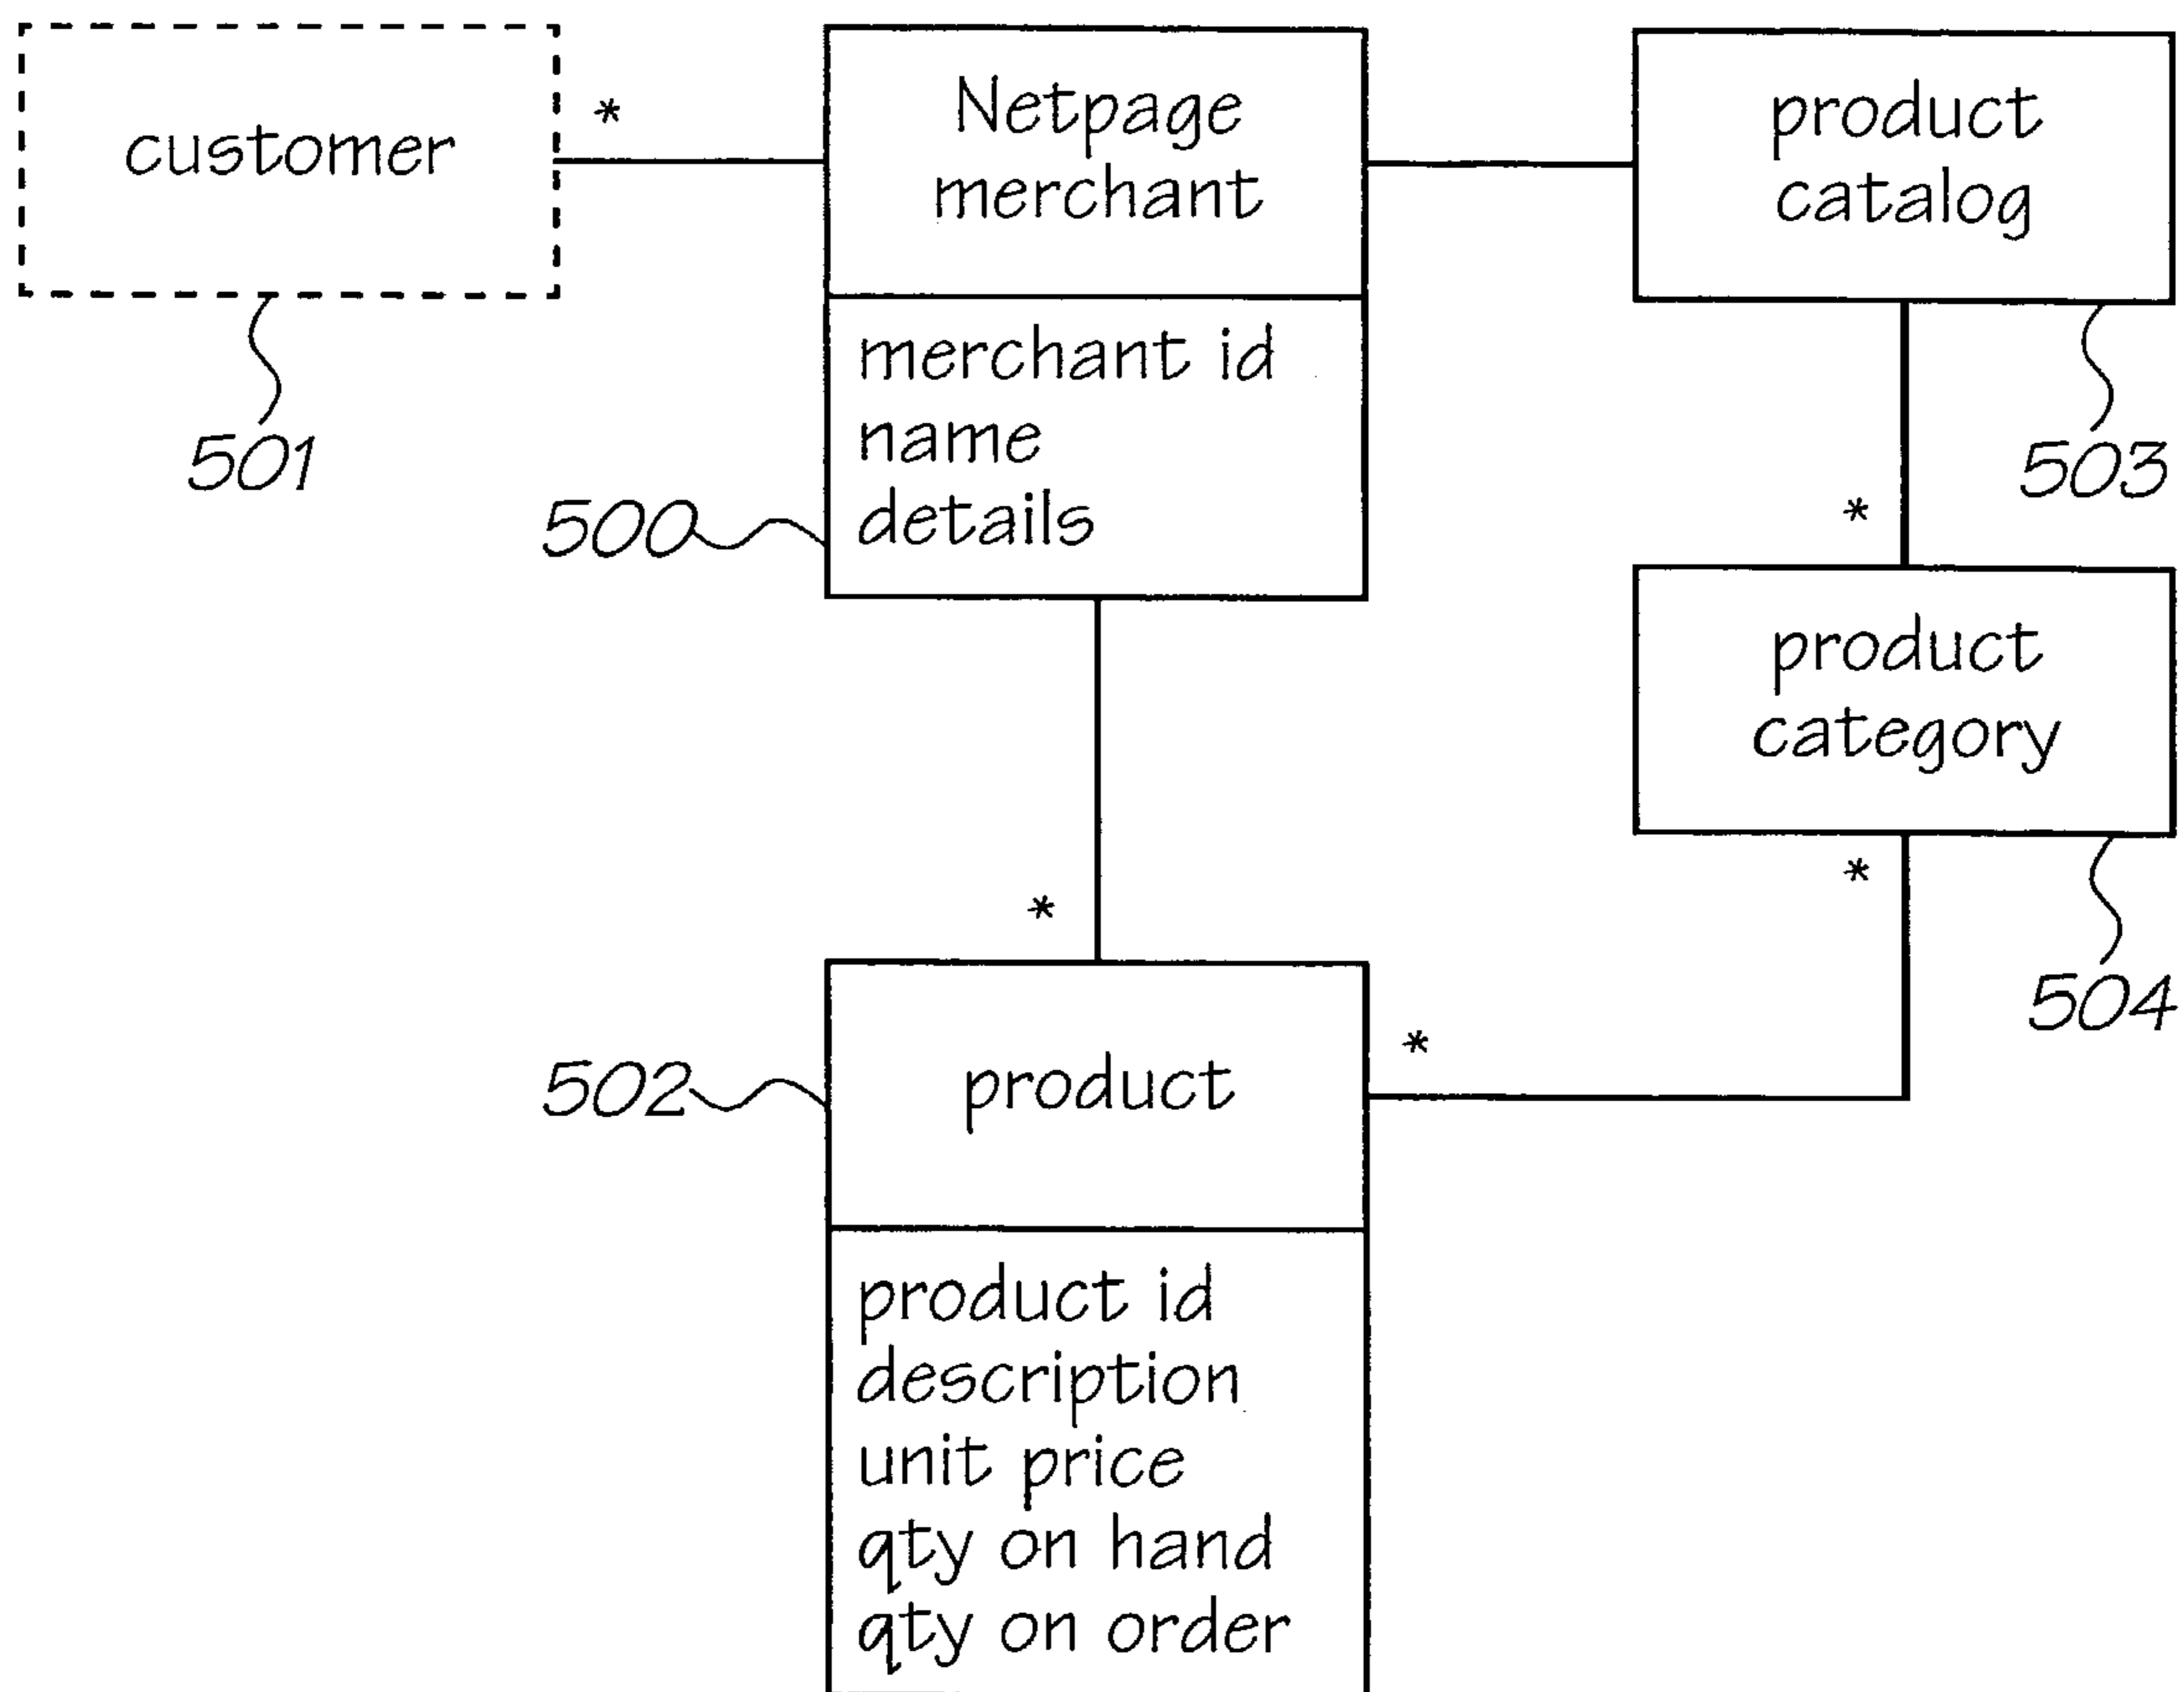 customer
*
Netpage
merchant
product
catalog
merchant id
name
details
501
500
503
*
product
category
*
*
504
502
product
*
product id
description
unit price
qty on hand
qty on order